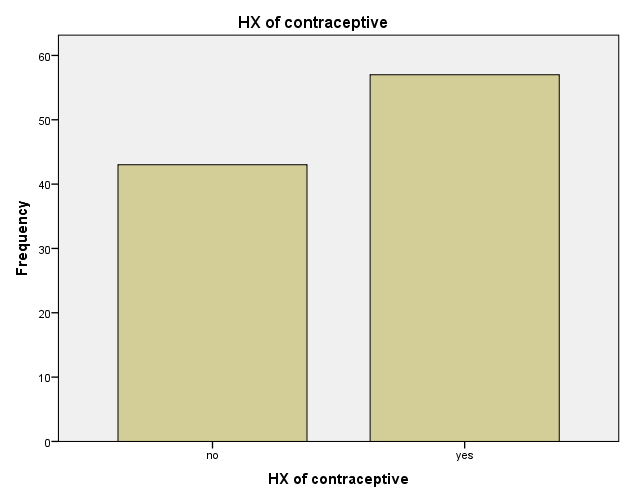 HX of contraceptive
Frequency
60
50
40
30
20
10
0
no yes
HX of contraceptive